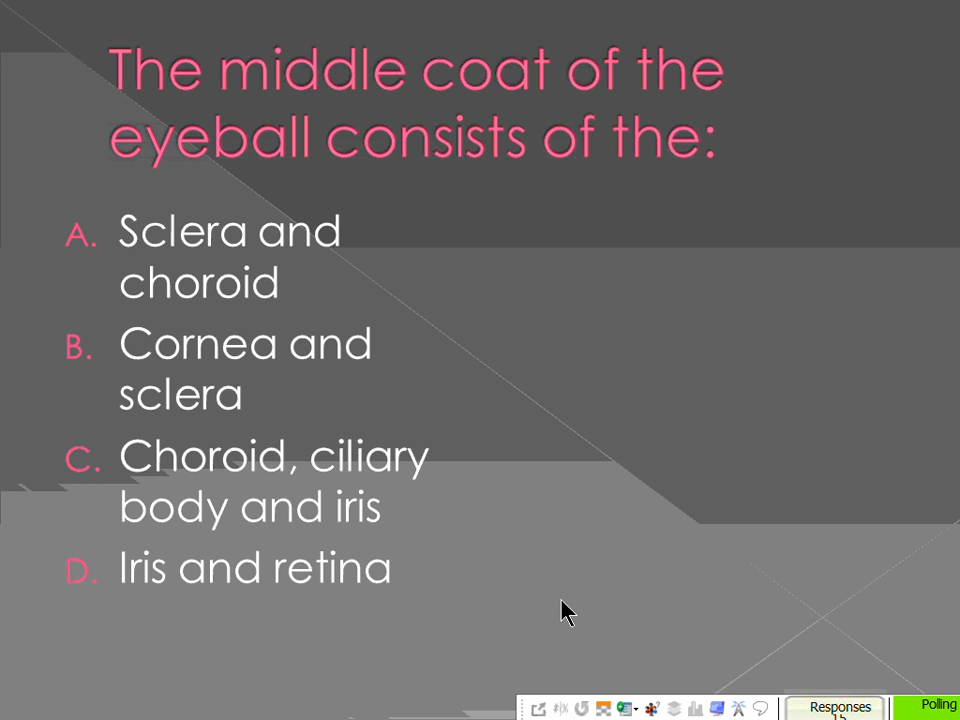 The middle coat of the
eyeball consists of the:
A. Sclera and
choroid
B. Cornea and
sclera
C. Choroid, ciliary
body and iris
D. Iris and retina
Responses
15
Polling